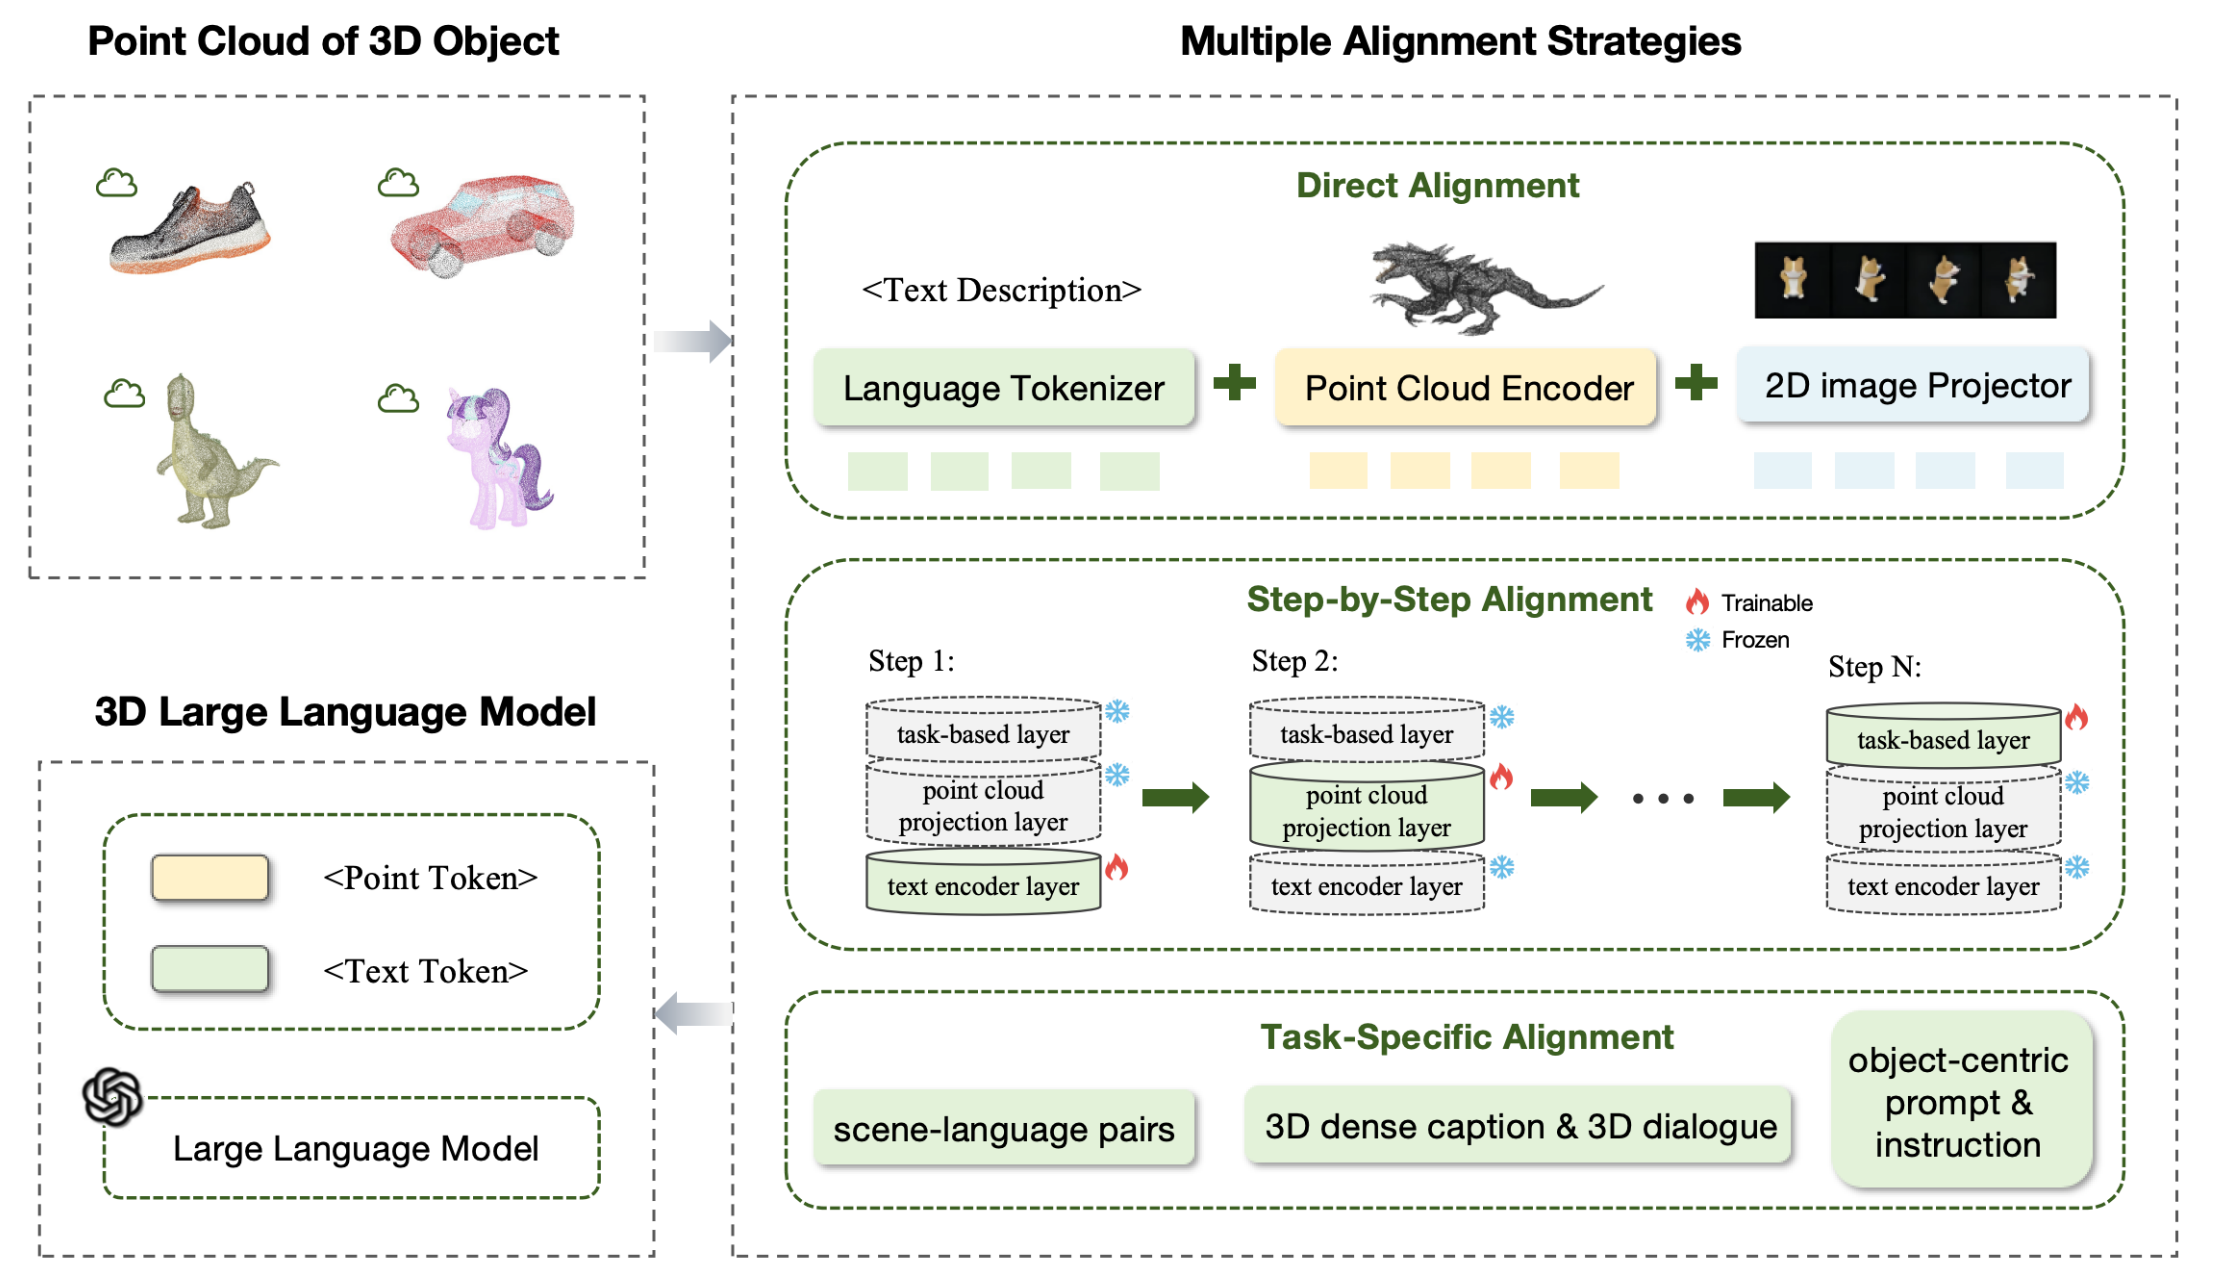 Point Cloud of 3D Object
Multiple Alignment Strategies
Direct Alignment
<Text Description>
Language Tokenizer
Point Cloud Encoder
2D image Projector
Step-by-Step Alignment
Trainable
Frozen
Step 1:
task-based layer
point cloud
projection layer
text encoder layer
Step 2:
task-based layer
point cloud
projection layer
text encoder layer
...
Step N:
task-based layer
point cloud
projection layer
text encoder layer
Task-Specific Alignment
scene-language pairs
3D dense caption & 3D dialogue
object-centric
prompt &
instruction
3D Large Language Model
<Point Token>
<Text Token>
Large Language Model